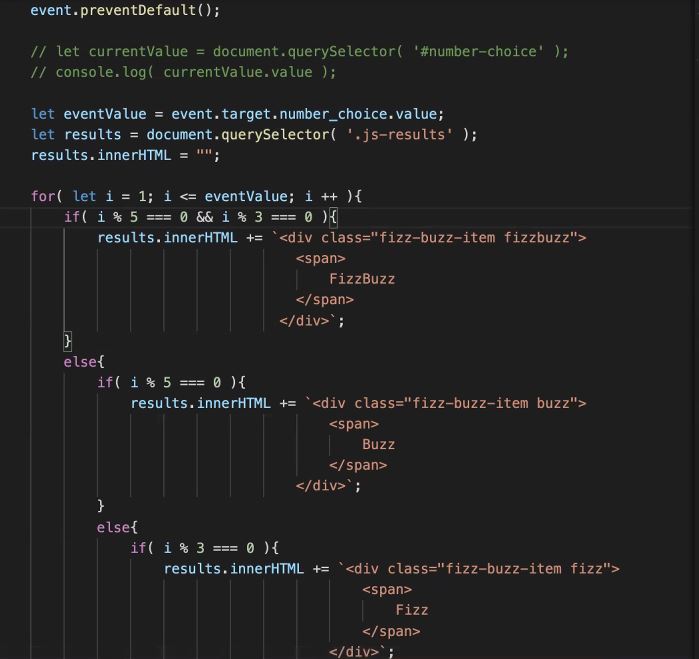 event.preventDefault();
// let currentValue = document.querySelector( '#number-choice' );
// console.log( currentValue.value );
let eventValue = event.target.number_choice.value;
let results = document.querySelector( '.js-results' );
results.innerHTML = "";
for( let i = 1; i <= eventValue; i ++ ){
    if( i % 5 === 0 && i % 3 === 0 ){
        results.innerHTML += `<div class="fizz-buzz-item fizzbuzz">
                                <span>
                                    FizzBuzz
                                </span>
                              </div>`;
    }
    else{
        if( i % 5 === 0 ){
            results.innerHTML += `<div class="fizz-buzz-item buzz">
                                    <span>
                                        Buzz
                                    </span>
                                </div>`;
        }
        else{
            if( i % 3 === 0 ){
                results.innerHTML += `<div class="fizz-buzz-item fizz">
                                        <span>
                                            Fizz
                                        </span>
                                    </div>`;